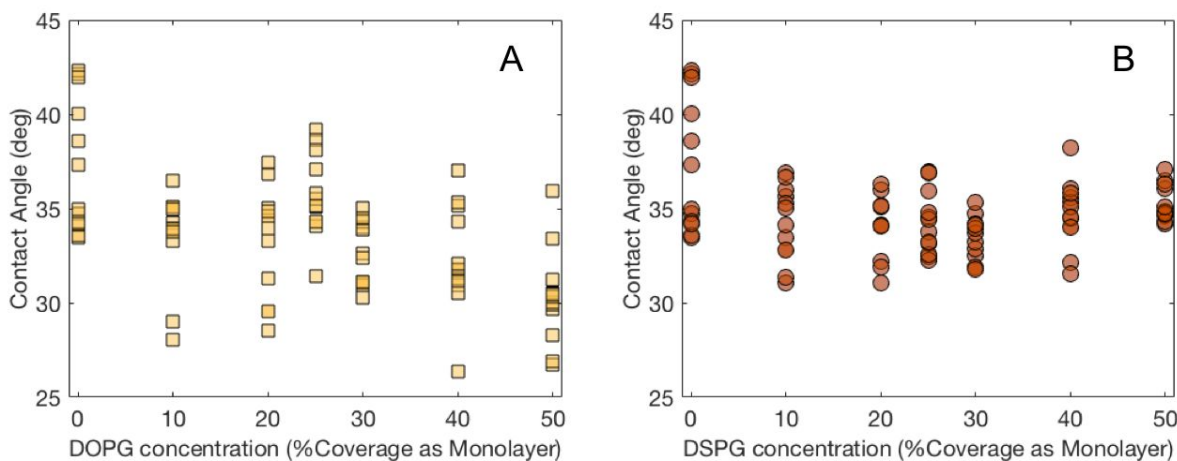 A
45
40
35
30
25
Contact Angle (deg)
0 10 20 30 40 50
DOPG concentration (%Coverage as Monolayer)
B
45
40
35
30
25
Contact Angle (deg)
0 10 20 30 40 50
DSPG concentration (%Coverage as Monolayer)